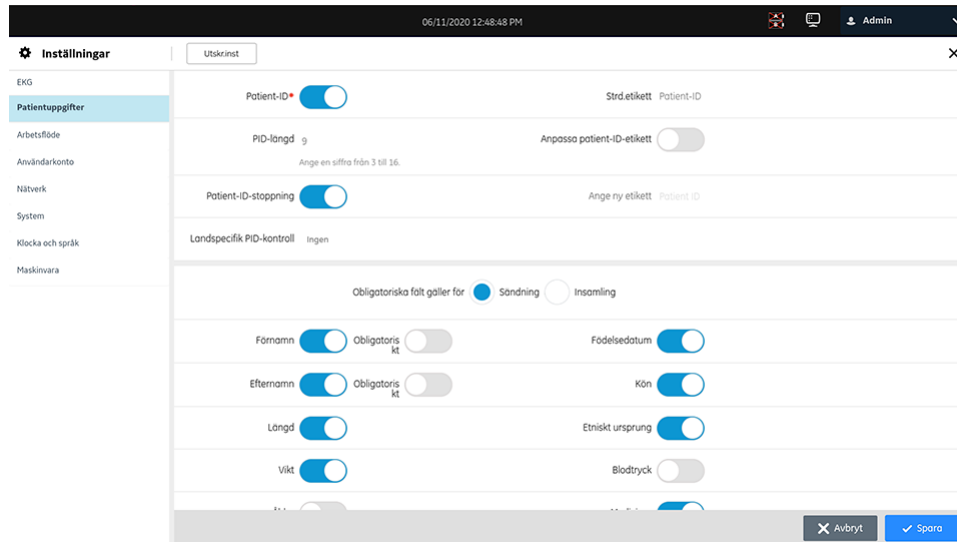 06/11/2020 12:48:48 PM
Admin
Inställningar
Utskr.inst
EKG
Patientuppgifter
Arbetsflöde
Användarkonto
Nätverk
System
Klocka och språk
Maskinvara
Patient-ID*
Strd.etikett Patient-ID
PID-längd 9
Anpassa patient-ID-etikett
Ange en siffra från 3 till 16.
Patient-ID-stoppning
Ange ny etikett Patient ID
Landspecifik PID-kontroll Ingen
Obligatoriska fält gäller för Sändning Insamling
Förnamn Obligatoris
kt
Födelsedatum
Efternamn Obligatoris
kt
Kön
Längd
Etniskt ursprung
Vikt
Blodtryck
Avbryt
Spara